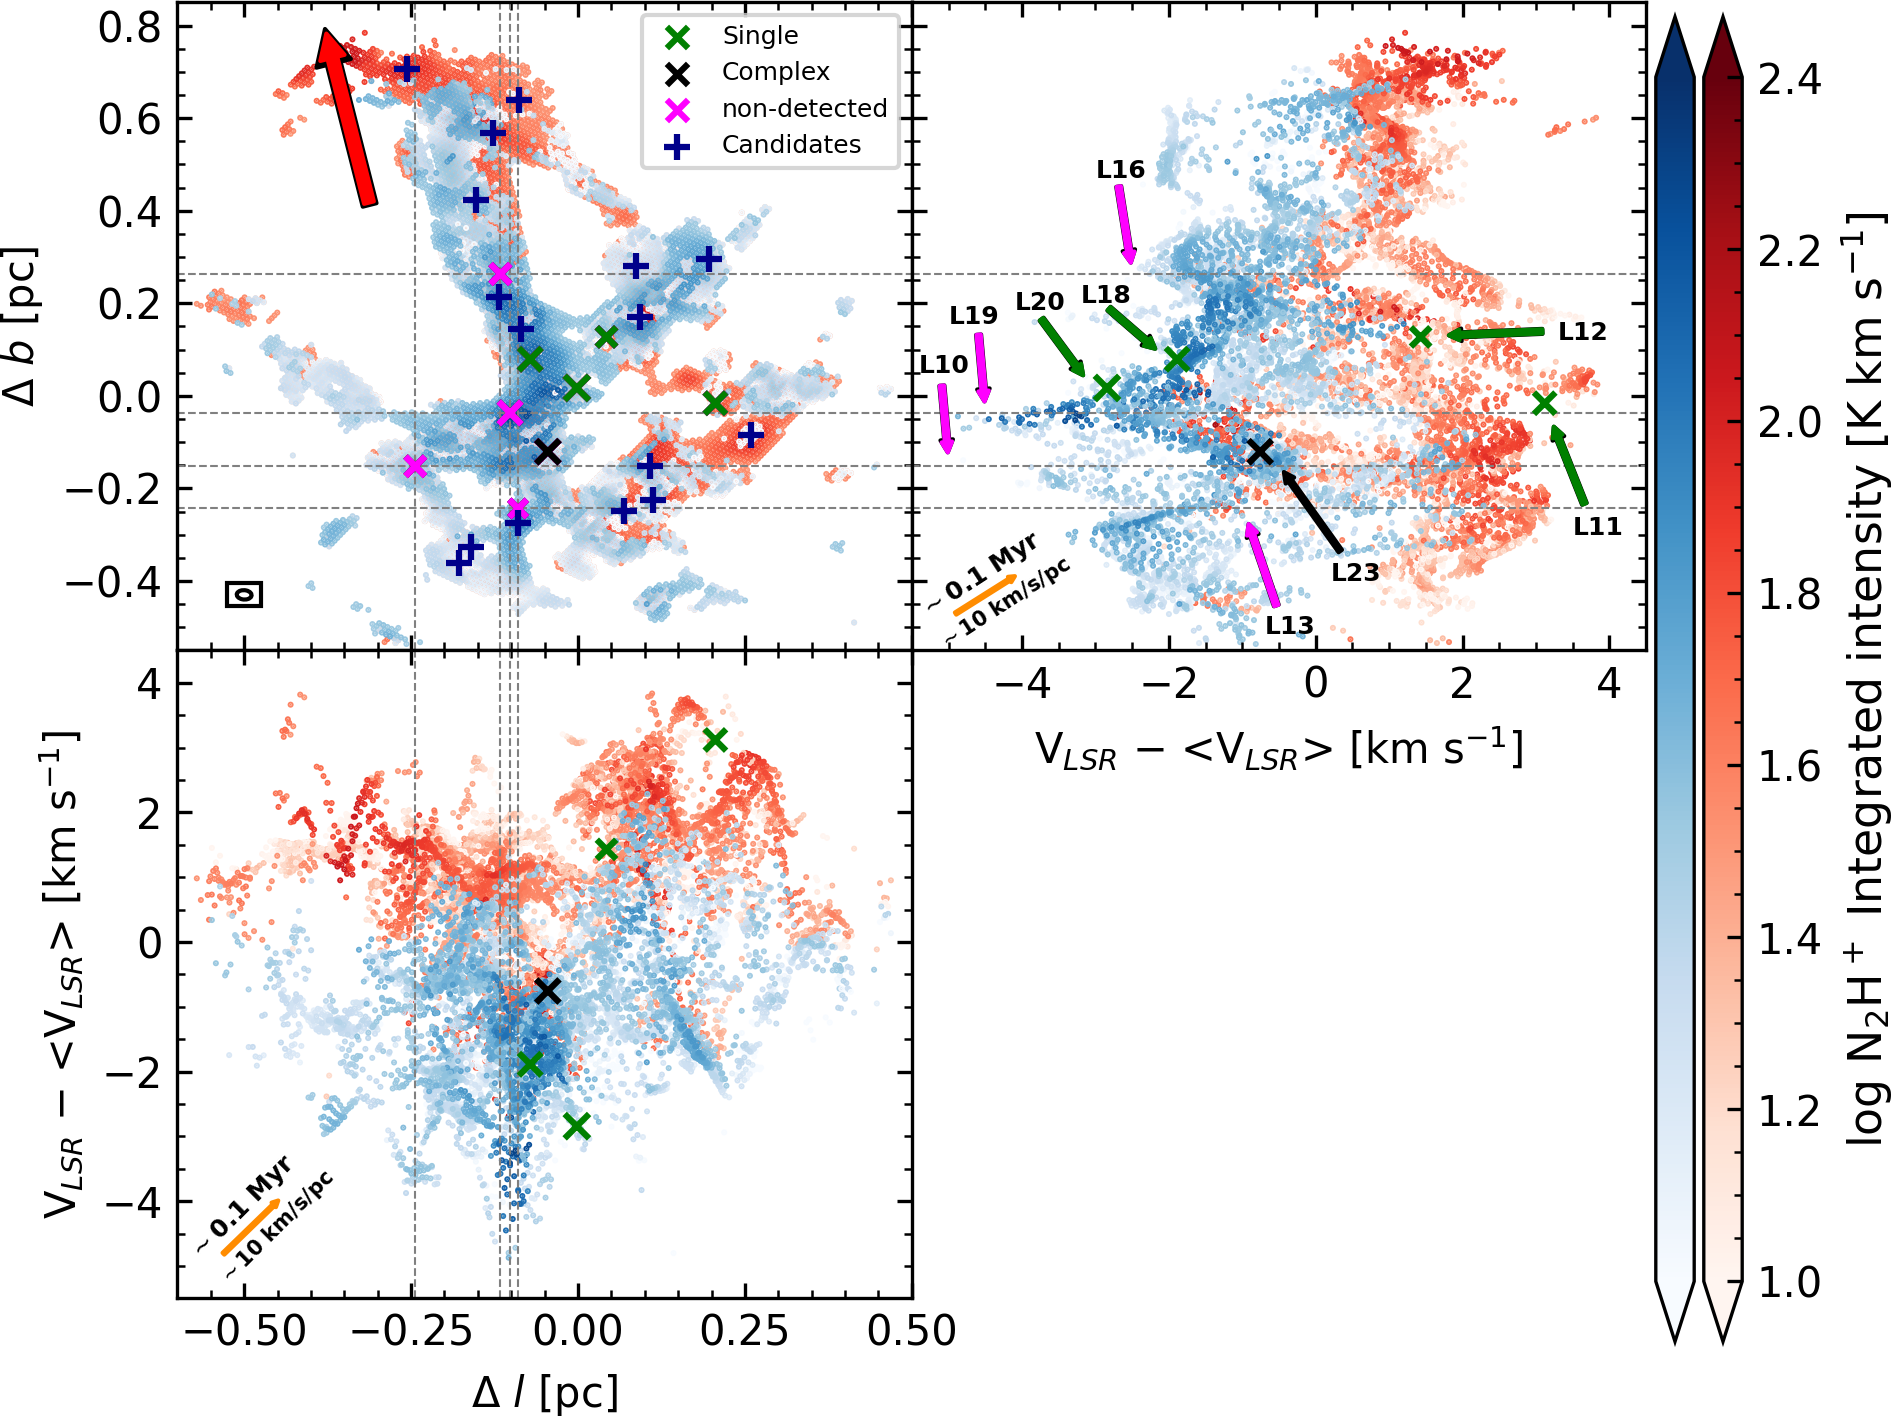 0.8
0.6
0.4
0.2
0.0
−0.2
−0.4
Δ b [pc]
Single
Complex
non-detected
Candidates
L16
L19
L20
L18
L10
L12
L11
L23
L13
~ 0.1 Myr
~ 10 km/s/pc
−4
−2
0
2
4
V_LSR − <V_LSR> [km s⁻¹]
4
2
0
−2
−4
V_LSR − <V_LSR> [km s⁻¹]
~ 0.1 Myr
~ 10 km/s/pc
−0.50
−0.25
0.00
0.25
0.50
Δ l [pc]
2.4
2.2
2.0
1.8
1.6
1.4
1.2
1.0
log N₂H⁺ Integrated intensity [K km s⁻¹]